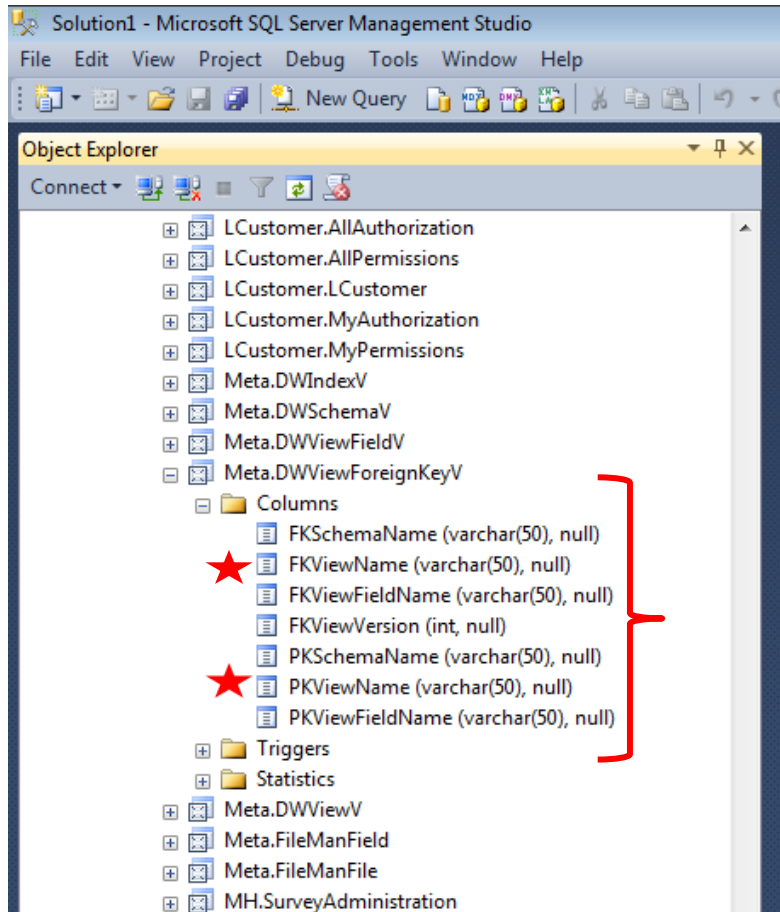 Solution1 - Microsoft SQL Server Management Studio
File Edit View Project Debug Tools Window Help
New Query
Object Explorer
Connect
LCustomer.AllAuthorization
LCustomer.AllPermissions
LCustomer.LCustomer
LCustomer.MyAuthorization
LCustomer.MyPermissions
Meta.DWIndexV
Meta.DWSchemaV
Meta.DWViewFieldV
Meta.DWViewForeignKeyV
Columns
FKSchemaName (varchar(50), null)
FKViewName (varchar(50), null)
FKViewFieldName (varchar(50), null)
FKViewVersion (int, null)
PKSchemaName (varchar(50), null)
PKViewName (varchar(50), null)
PKViewFieldName (varchar(50), null)
Triggers
Statistics
Meta.DWViewV
Meta.FileManField
Meta.FileManFile
MH.SurveyAdministration